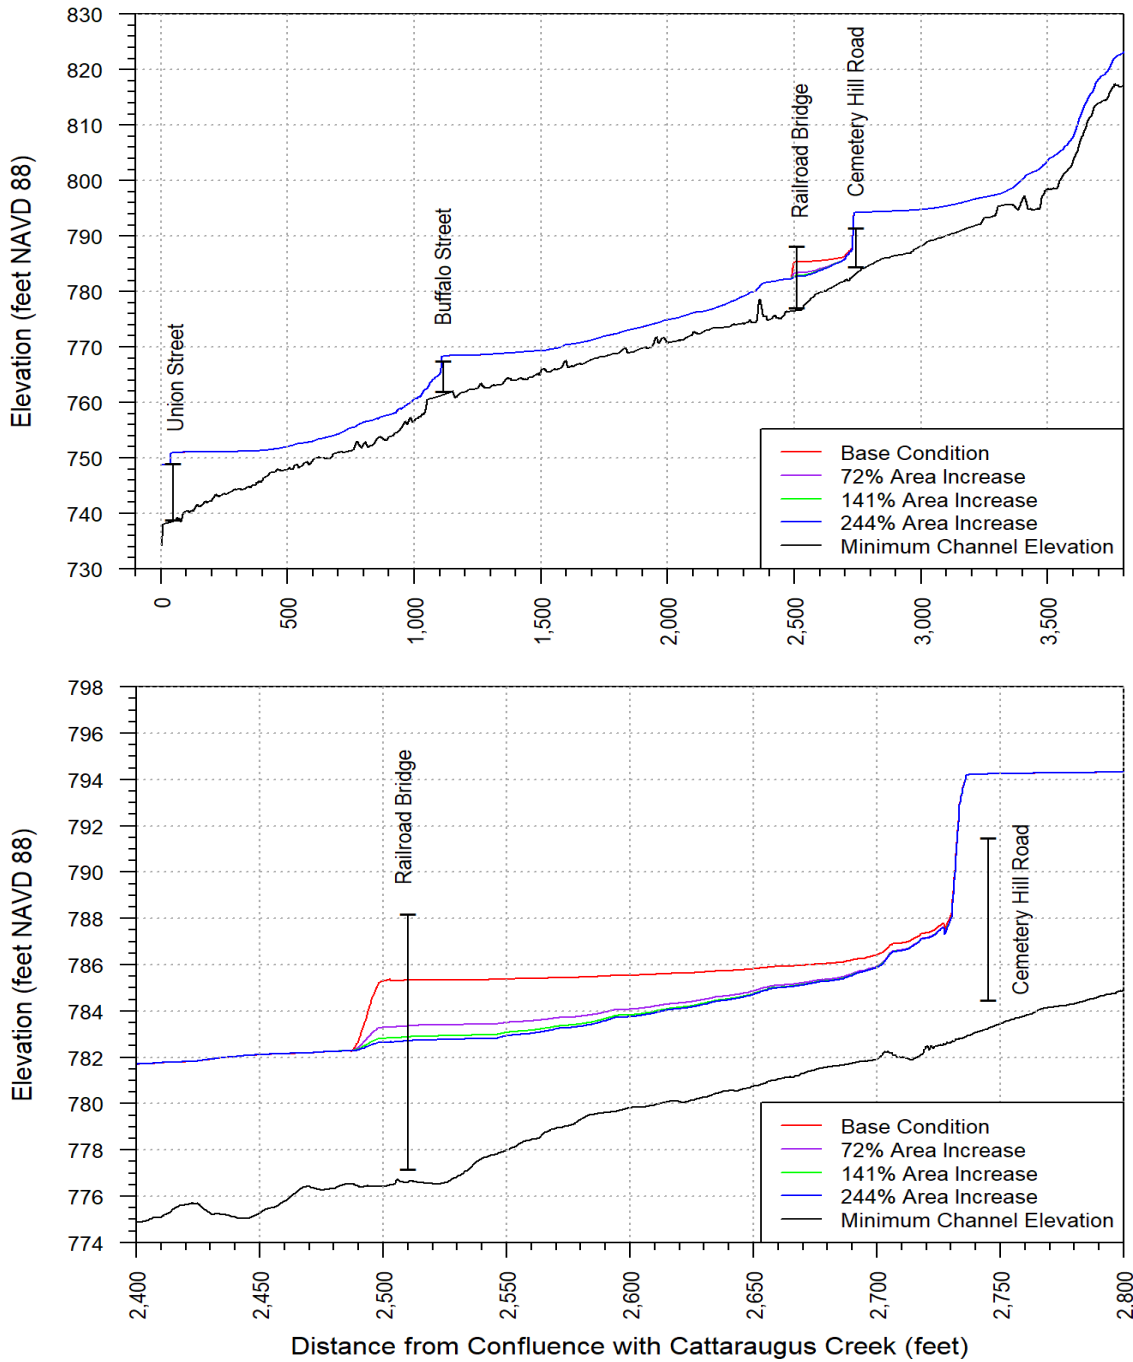 830
820
810
800
790
780
770
760
750
740
730
Elevation (feet NAVD 88)
Union Street
Buffalo Street
Railroad Bridge
Cemetery Hill Road
Base Condition
72% Area Increase
141% Area Increase
244% Area Increase
Minimum Channel Elevation
0
500
1,000
1,500
2,000
2,500
3,000
3,500
798
796
794
792
790
788
786
784
782
780
778
776
774
Elevation (feet NAVD 88)
Railroad Bridge
Cemetery Hill Road
Base Condition
72% Area Increase
141% Area Increase
244% Area Increase
Minimum Channel Elevation
2,400
2,450
2,500
2,550
2,600
2,650
2,700
2,750
2,800
Distance from Confluence with Cattaraugus Creek (feet)